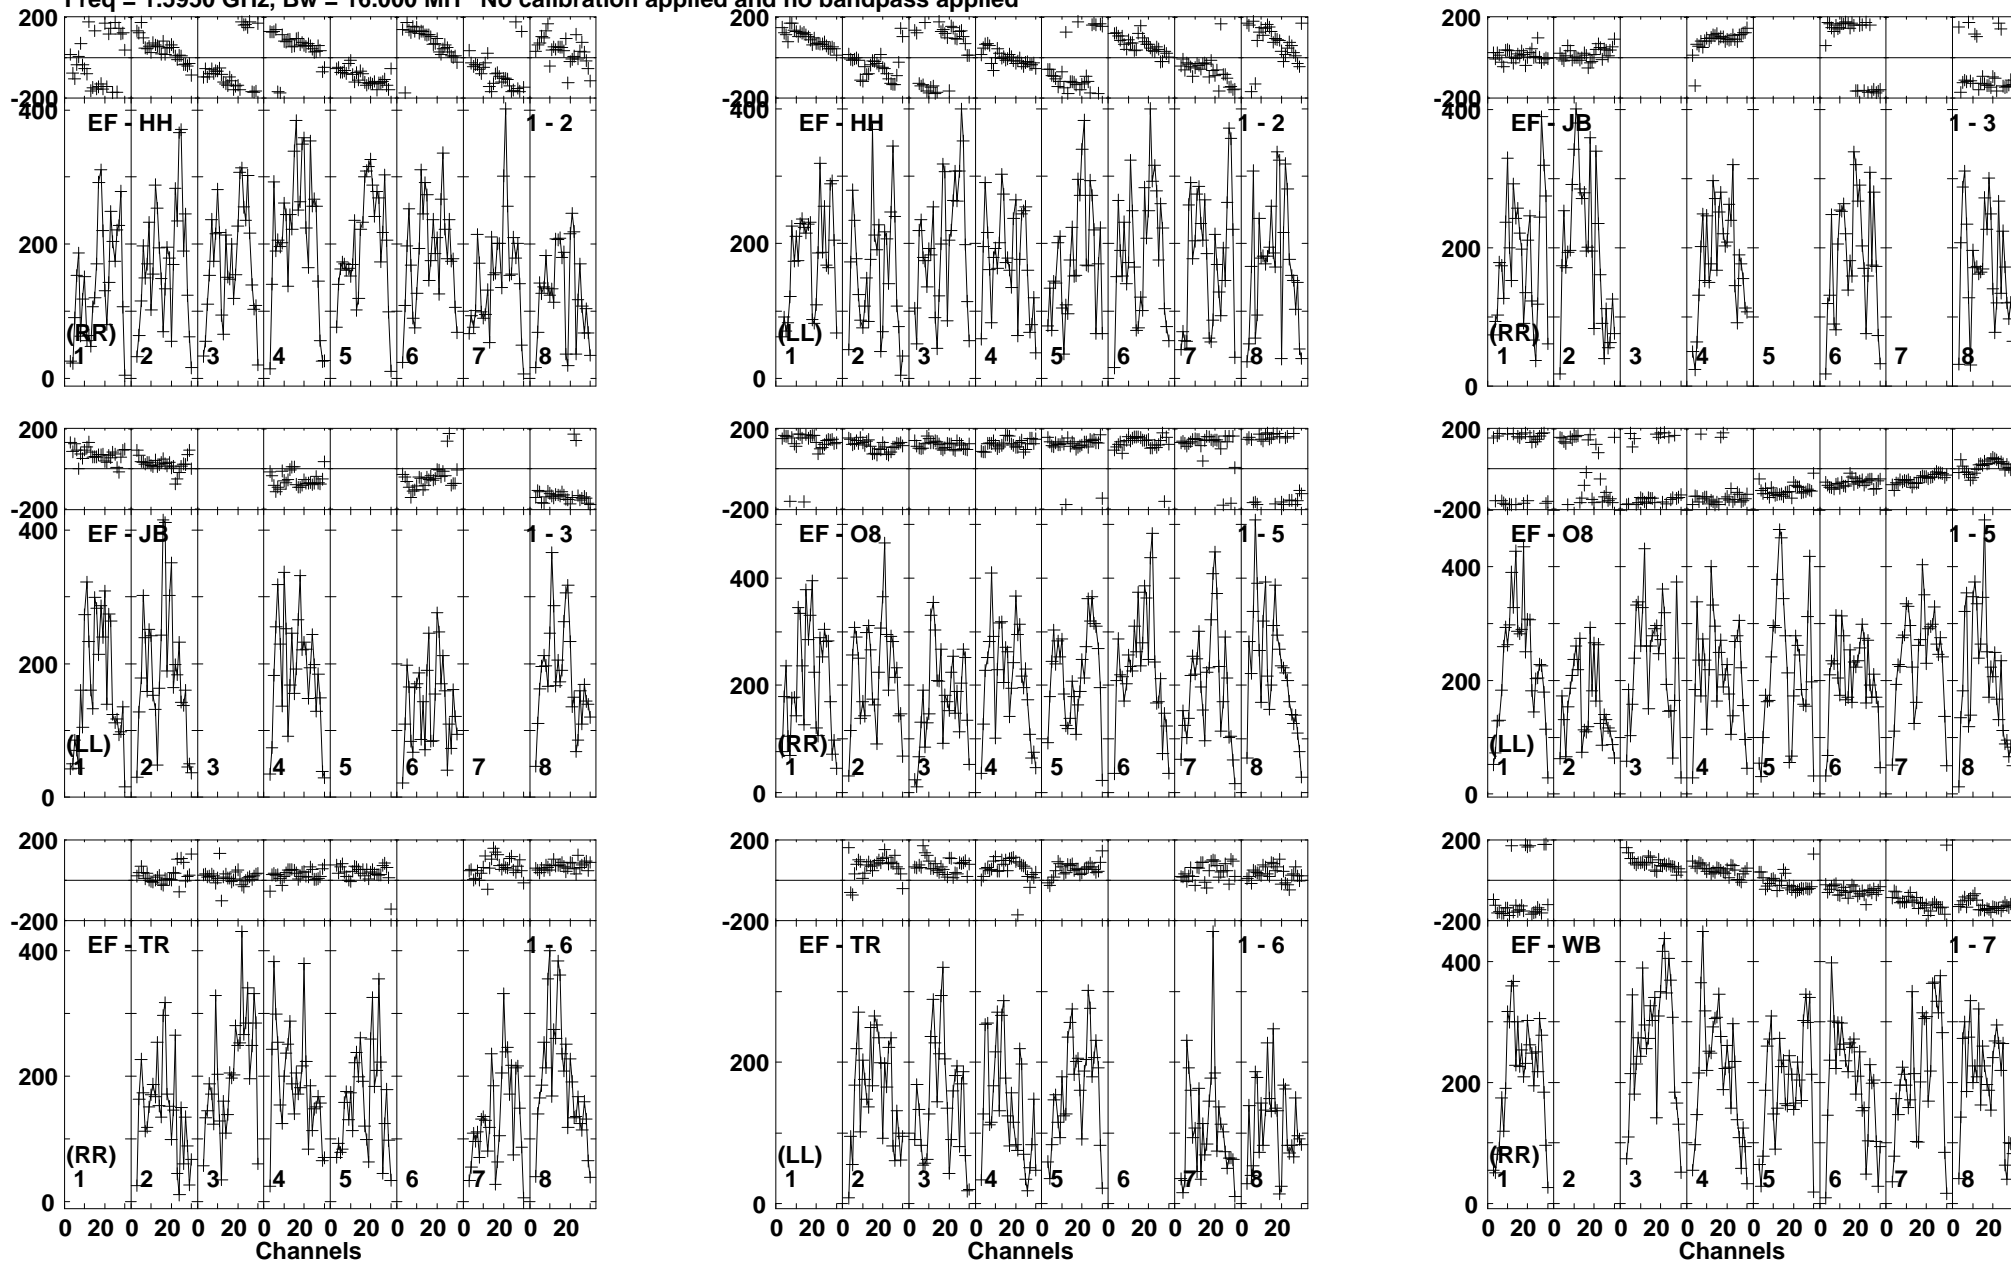 Freq = 1.5950 GHz, Bw = 16.000 MH No calibration applied and no bandpass applied
200 200 200
-200 -200 -200
400 EF - HH 1 - 2 400 EF - HH 1 - 2 400 EF - JB 1 - 3
200 200 200
(RR) (LL) (RR)
1 2 3 4 5 6 7 8 1 2 3 4 5 6 7 8 1 2 3 4 5 6 7 8
0 0 0
200 200 200
-200 -200 -200
400 EF - JB 1 - 3 400 EF - O8 1 - 5 400 EF - O8 1 - 5
200 200 200
(LL) (RR) (LL)
1 2 3 4 5 6 7 8 1 2 3 4 5 6 7 8 1 2 3 4 5 6 7 8
0 0 0
200 200 200
-200 -200 -200
400 EF - TR 1 - 6 EF - TR 1 - 6 400 EF - WB 1 - 7
200 200 200
(RR) (LL) (RR)
1 2 3 4 5 6 7 8 1 2 3 4 5 6 7 8 1 2 3 4 5 6 7 8
0 0 0
0 20 0 20 0 20 0 20 0 20 0 20 0 20 0 20 0 20 0 20 0 20 0 20 0 20 0 20 0 20 0 20 0 20 0 20 0 20 0 20 0 20 0 20 0 20 0 20
Channels Channels Channels